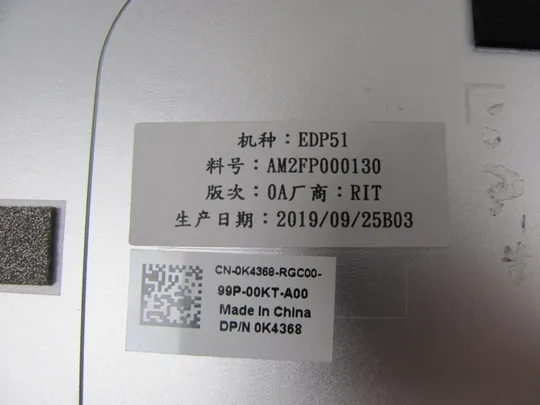 机种：EDP51
料号：AM2FP000130
版次：0A厂商：RIT
生产日期：2019/09/25B03
CN-0K4368-RGC00-
99P-00KT-A00
Made in China
DP/N 0K4368